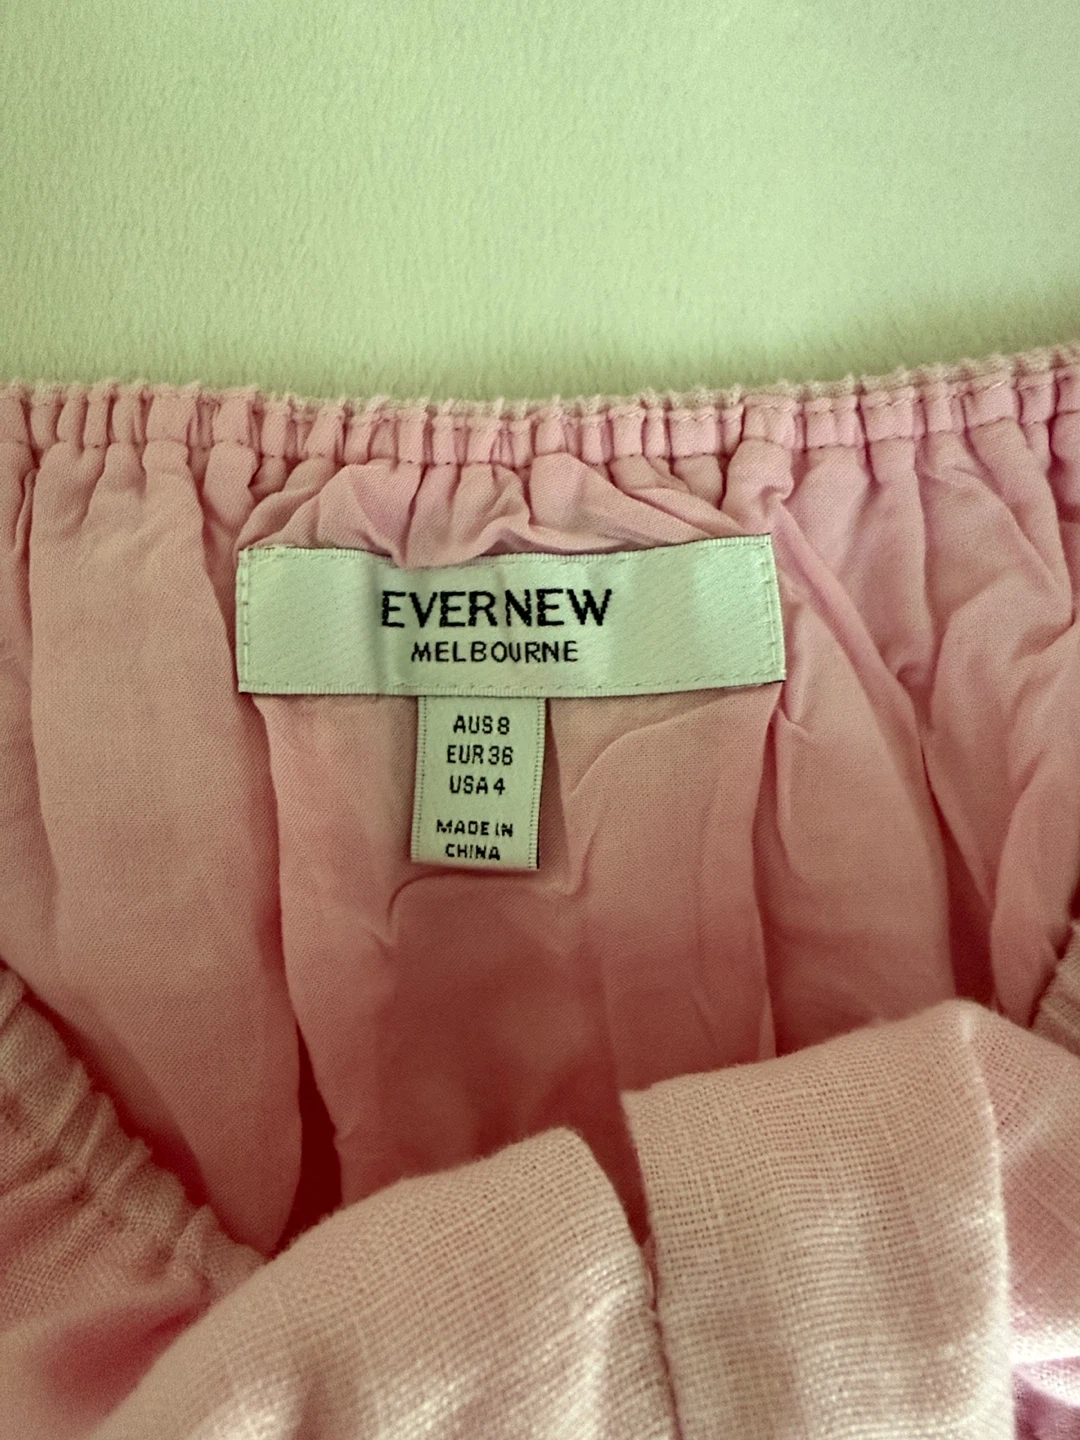 EVERNEW
MELBOURNE
AUS 8
EUR 36
USA 4
MADE IN
CHINA